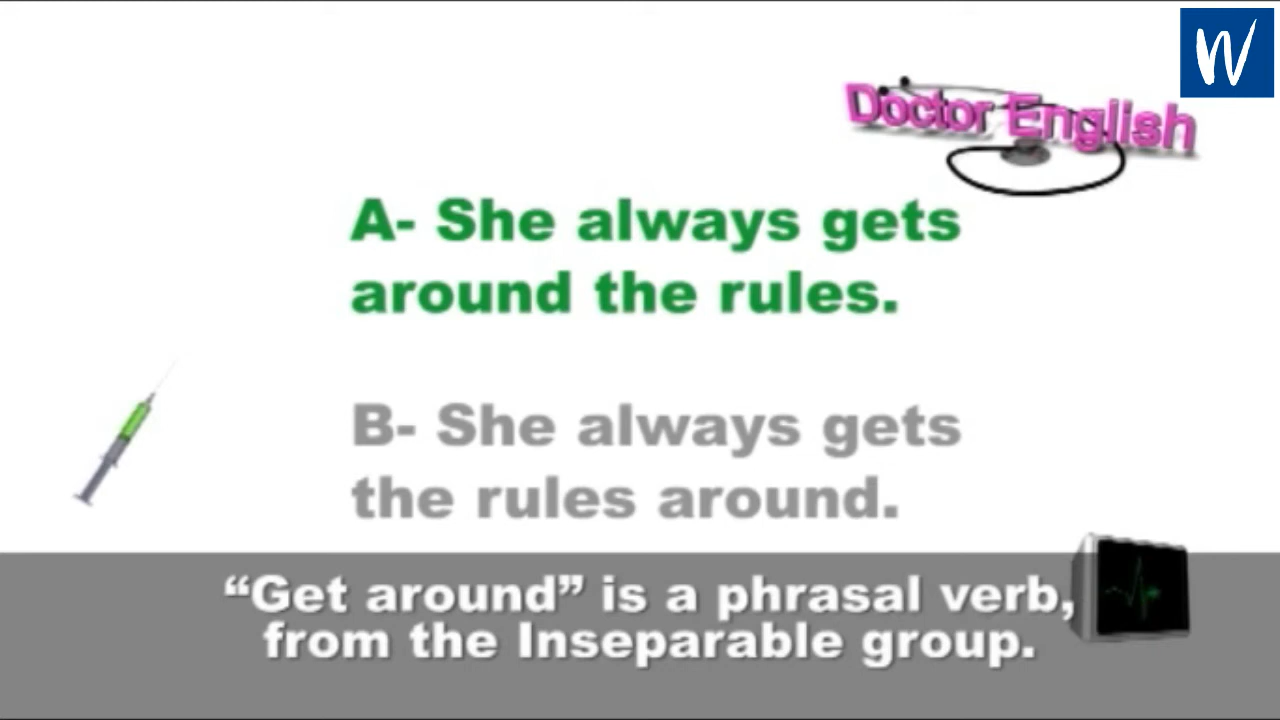 W
Doctor English
A- She always gets
around the rules.
B- She always gets
the rules around.
“Get around” is a phrasal verb,
from the Inseparable group.